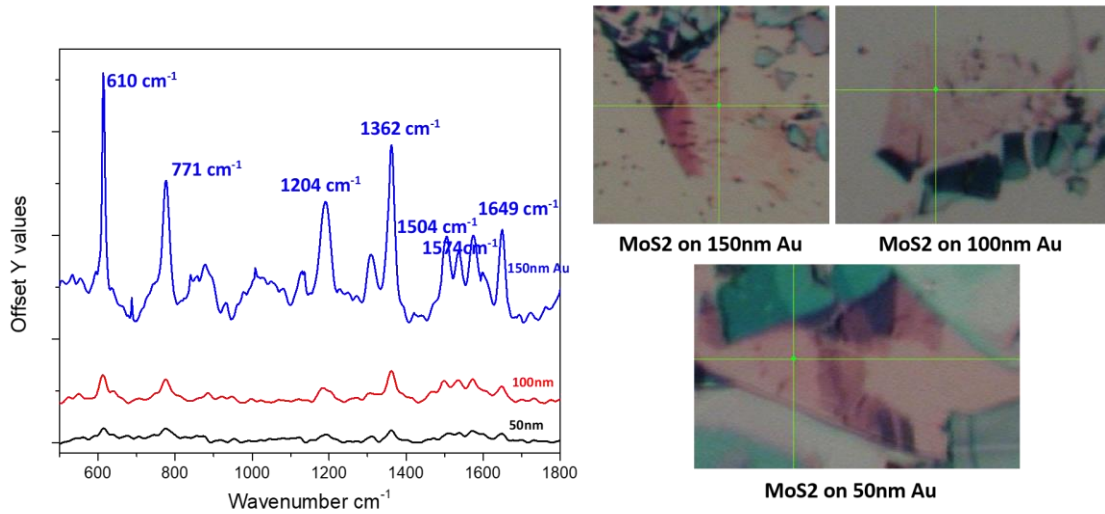 610 cm-1
771 cm-1
1204 cm-1
1362 cm-1
1504 cm-1
1574cm-1
1649 cm-1
150nm Au
100nm
50nm
Offset Y values
600 800 1000 1200 1400 1600 1800
Wavenumber cm-1
MoS2 on 150nm Au
MoS2 on 100nm Au
MoS2 on 50nm Au